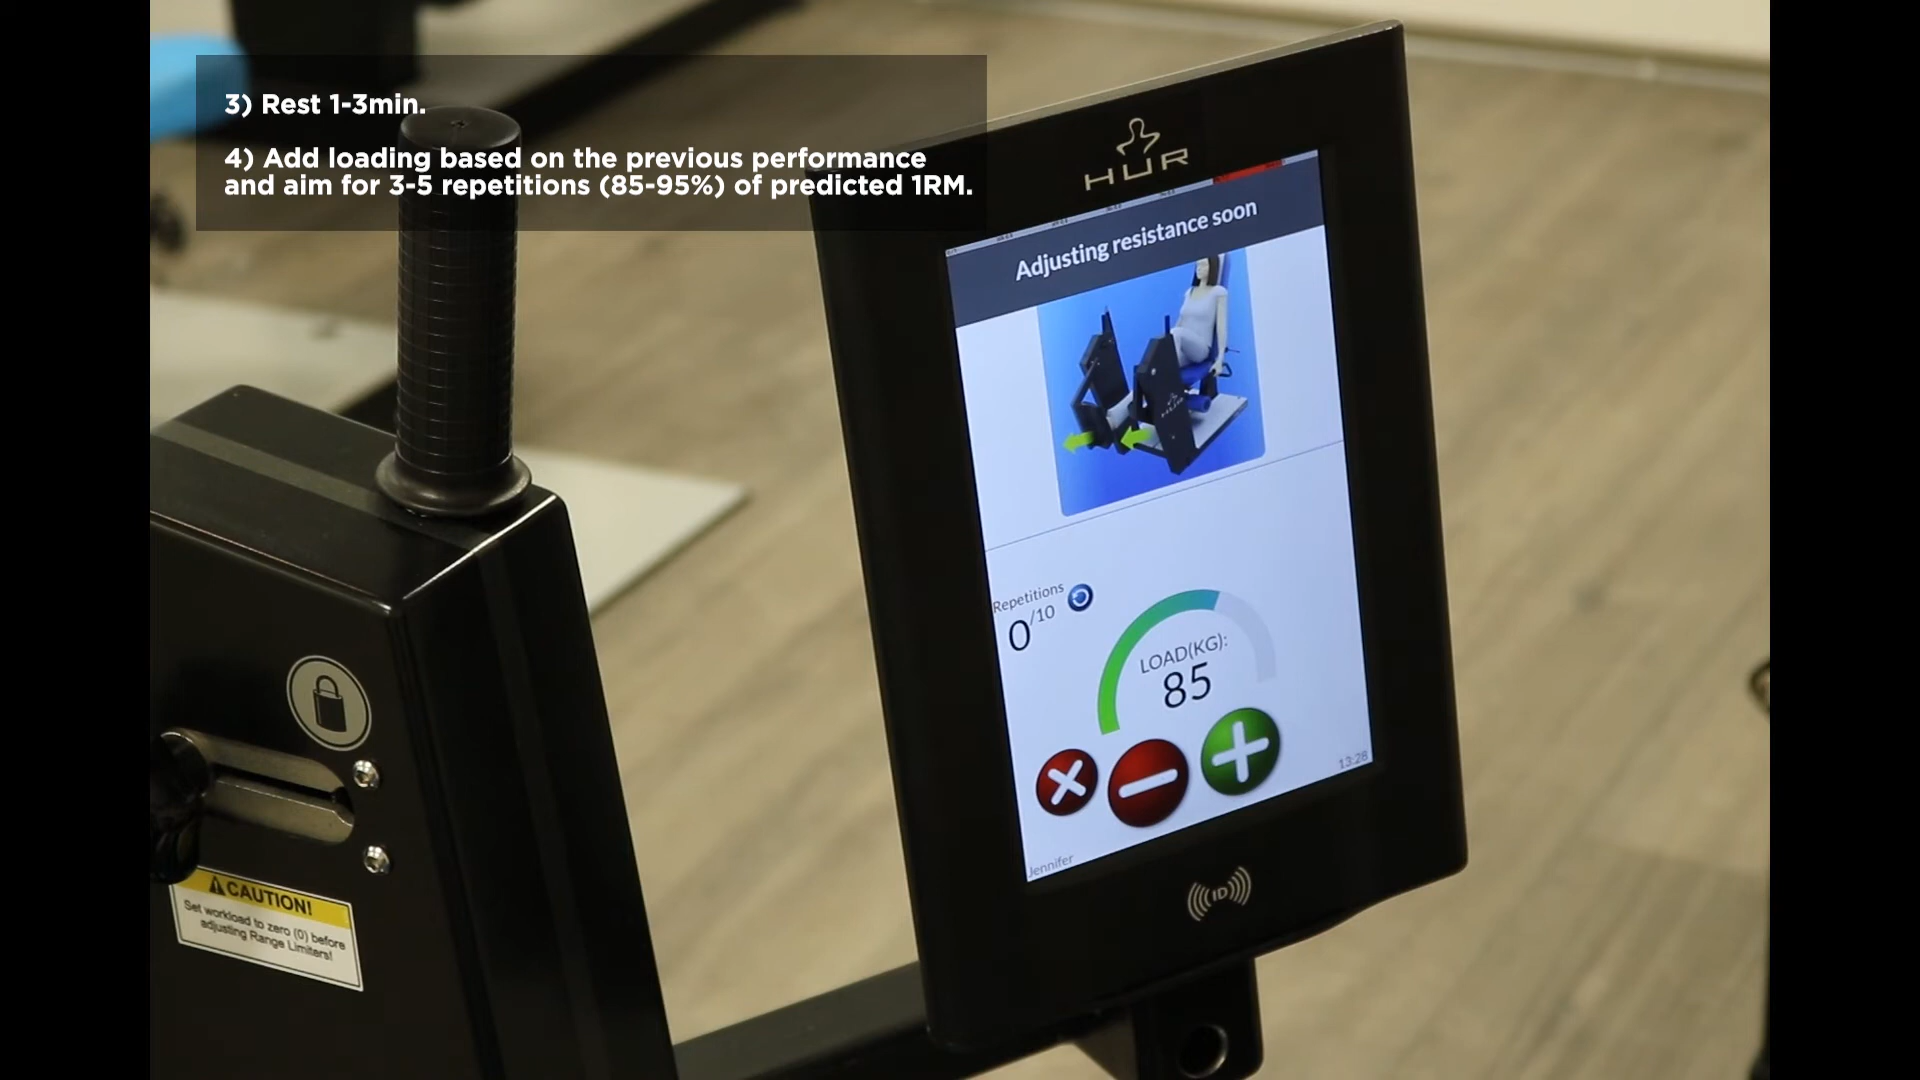 3) Rest 1-3min.
4) Add loading based on the previous performance
and aim for 3-5 repetitions (85-95%) of predicted 1RM.
HUR
Adjusting resistance soon
HUR
Repetitions
0/10
LOAD(KG):
85
13:28
Jennifer
ID
CAUTION!
Set workload to zero (0) before
adjusting Range Limiters!